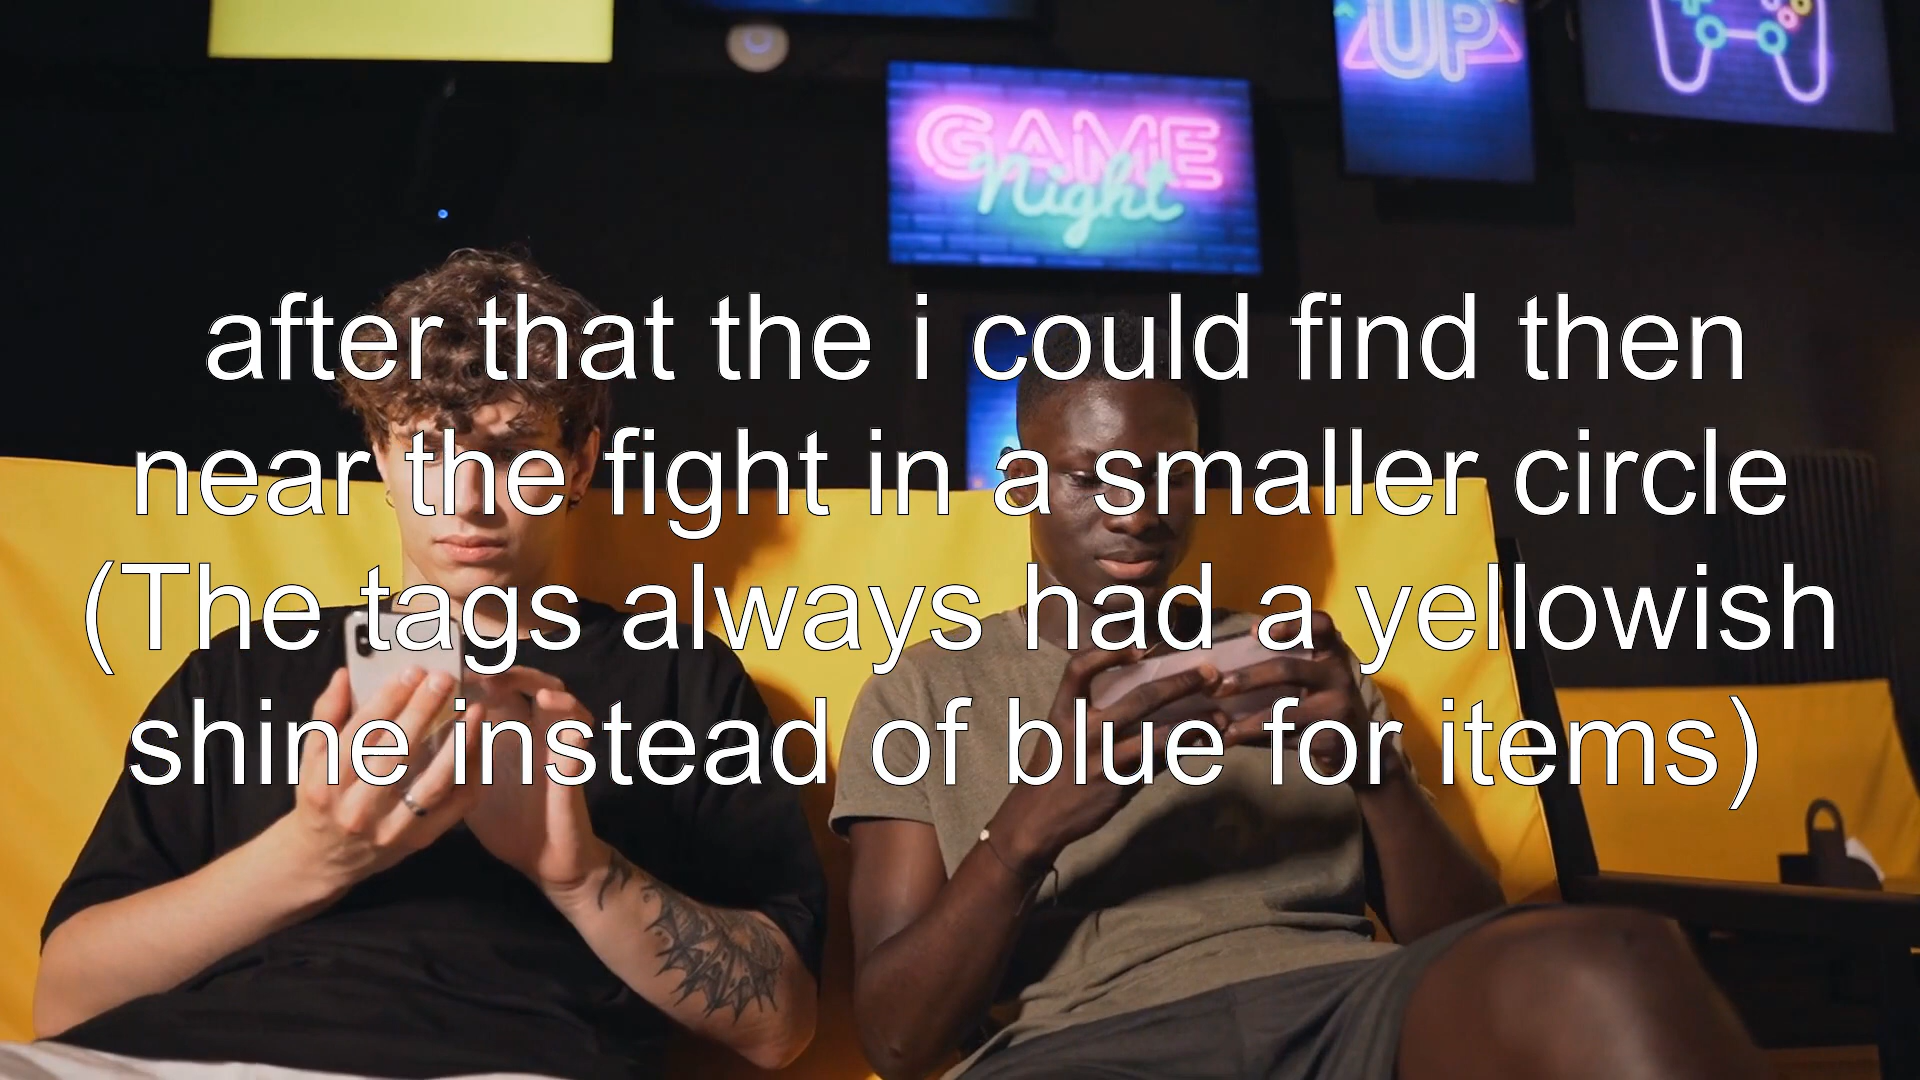 UP
GAME
Night
after that the i could find then
near the fight in a smaller circle
(The tags always had a yellowish
shine instead of blue for items)